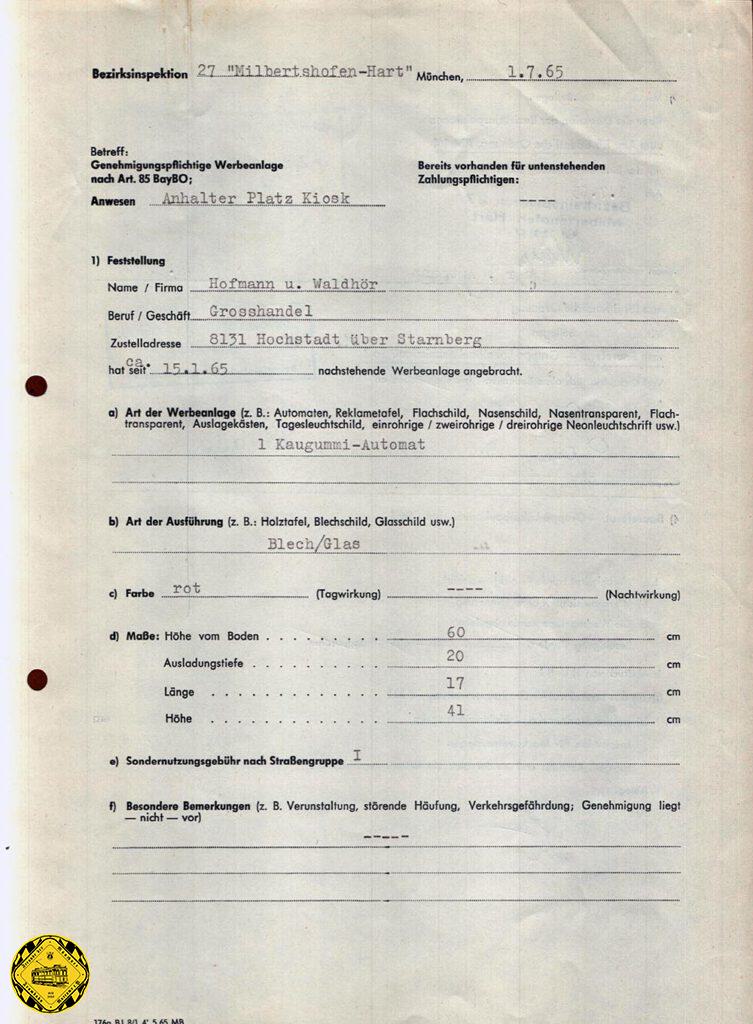 Bezirksinspektion 27 "Milbertshofen-Hart" München, 1.7.65
Betreff:
Genehmigungspflichtige Werbeanlage
nach Art. 85 BayBO;
Anwesen Anhalter Platz Kiosk
Bereits vorhanden für untenstehenden
Zahlungspflichtigen:
----
1) Feststellung
Name / Firma Hofmann u. Waldhör
Beruf / Geschäft Grosshandel
Zustelladresse 8131 Hochstadt über Starnberg
hat seit ca. 15.1.65 nachstehende Werbeanlage angebracht.
a) Art der Werbeanlage (z. B.: Automaten, Reklametafel, Flachschild, Nasenschild, Nasentransparent, Flach-
transparent, Auslagekästen, Tagesleuchtschild, einrohrige / zweirohrige / dreirohrige Neonleuchtschrift usw.)
1 Kaugummi-Automat
b) Art der Ausführung (z. B.: Holztafel, Blechschild, Glasschild usw.)
Blech/Glas
c) Farbe rot (Tagwirkung) ---- (Nachtwirkung)
d) Maße: Höhe vom Boden . . . . . . . . . 60 cm
Ausladungstiefe . . . . . . . . . . 20 cm
Länge . . . . . . . . . . . . . 17 cm
Höhe . . . . . . . . . . . . . 41 cm
e) Sondernutzungsgebühr nach Straßengruppe I
f) Besondere Bemerkungen (z. B. Verunstaltung, störende Häufung, Verkehrsgefährdung; Genehmigung liegt
— nicht — vor)
-----